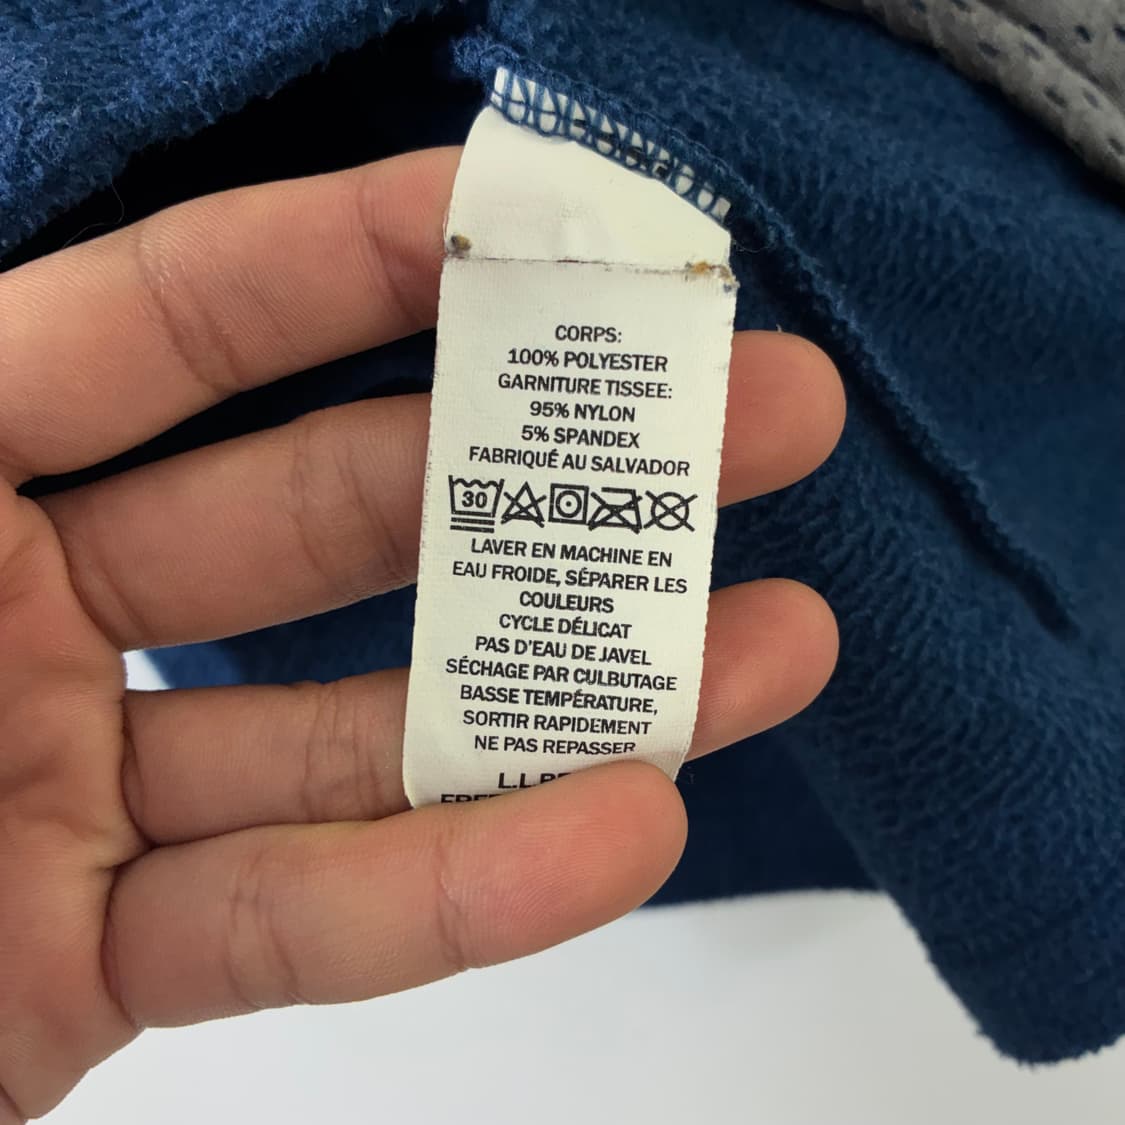 CORPS:
100% POLYESTER
GARNITURE TISSEE:
95% NYLON
5% SPANDEX
FABRIQUÉ AU SALVADOR
30
LAVER EN MACHINE EN
EAU FROIDE, SÉPARER LES
COULEURS
CYCLE DÉLICAT
PAS D'EAU DE JAVEL
SÉCHAGE PAR CULBUTAGE
BASSE TEMPÉRATURE,
SORTIR RAPIDEMENT
NE PAS REPASSER
L.L.